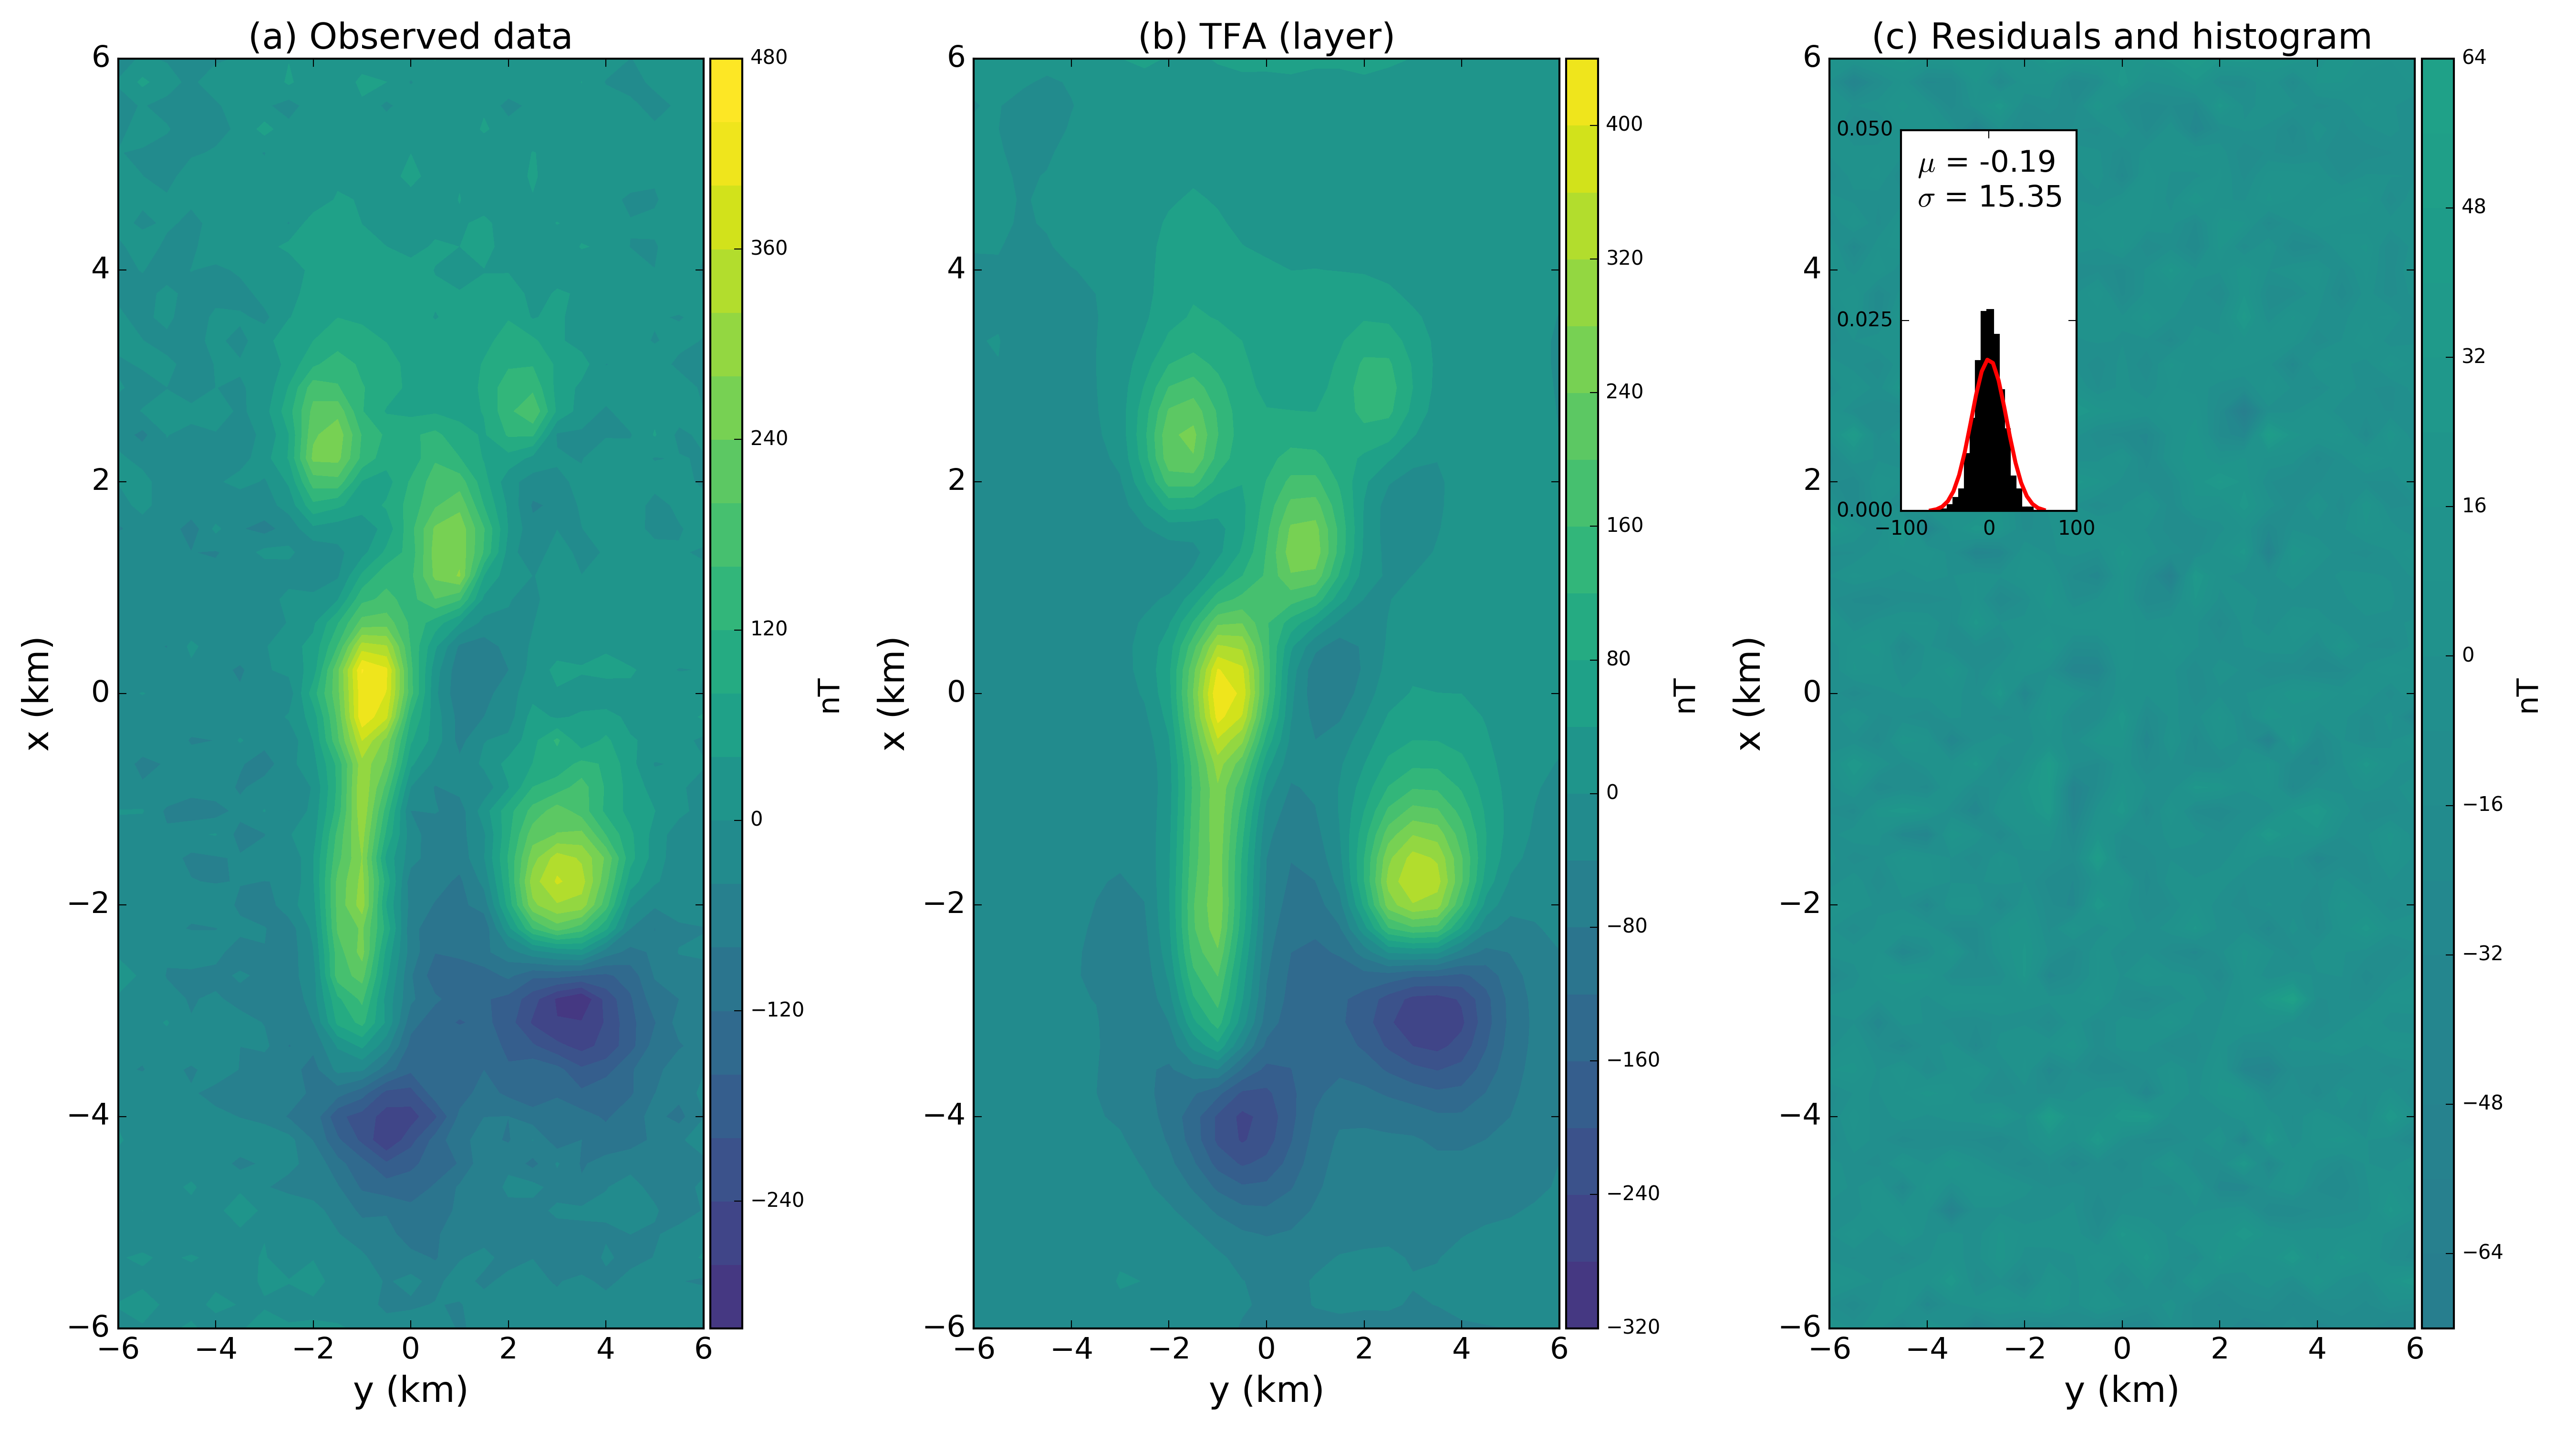 (a) Observed data
6
4
2
0
−2
−4
−6
−6 −4 −2 0 2 4 6
x (km)
y (km)
480
360
240
120
0
−120
−240
nT
(b) TFA (layer)
6
4
2
0
−2
−4
−6
−6 −4 −2 0 2 4 6
x (km)
y (km)
400
320
240
160
80
0
−80
−160
−240
−320
nT
(c) Residuals and histogram
6
4
2
0
−2
−4
−6
−6 −4 −2 0 2 4 6
x (km)
y (km)
0.050
0.025
0.000
−100 0 100
μ = -0.19
σ = 15.35
64
48
32
16
0
−16
−32
−48
−64
nT